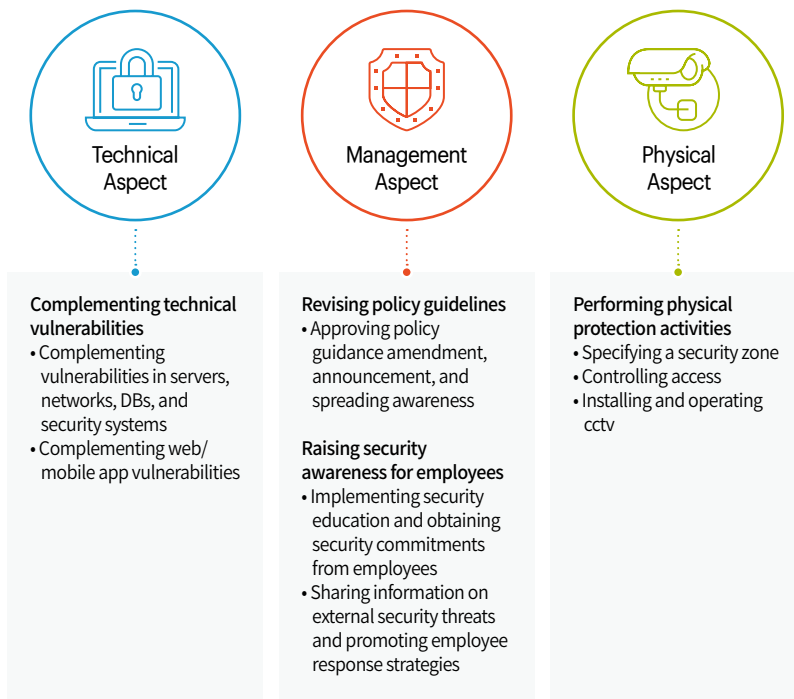 Technical
Aspect
Complementing technical
vulnerabilities
• Complementing
vulnerabilities in servers,
networks, DBs, and
security systems
• Complementing web/
mobile app vulnerabilities
Management
Aspect
Revising policy guidelines
• Approving policy
guidance amendment,
announcement, and
spreading awareness
Raising security
awareness for employees
• Implementing security
education and obtaining
security commitments
from employees
• Sharing information on
external security threats
and promoting employee
response strategies
Physical
Aspect
Performing physical
protection activities
• Specifying a security zone
• Controlling access
• Installing and operating
cctv